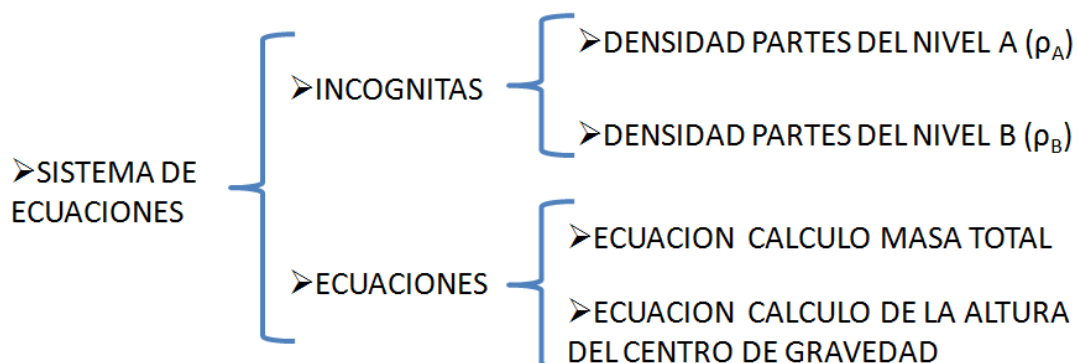 ➢SISTEMA DE
ECUACIONES
➢INCOGNITAS
➢DENSIDAD PARTES DEL NIVEL A (ρA)
➢DENSIDAD PARTES DEL NIVEL B (ρB)
➢ECUACIONES
➢ECUACION CALCULO MASA TOTAL
➢ECUACION CALCULO DE LA ALTURA
DEL CENTRO DE GRAVEDAD